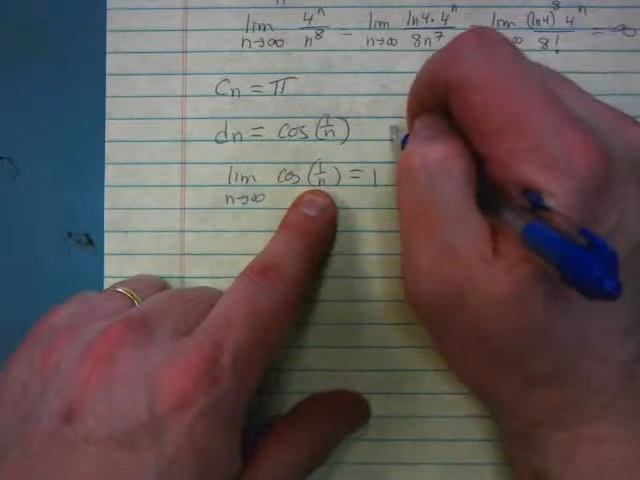 lim n→∞ 4^n / n^8 = lim n→∞ ln4·4^n / 8n^7 = lim n→∞ (ln4)^8 4^n / 8! = ∞
Cn = π
dn = cos(1/n)
lim n→∞ cos(1/n) = 1